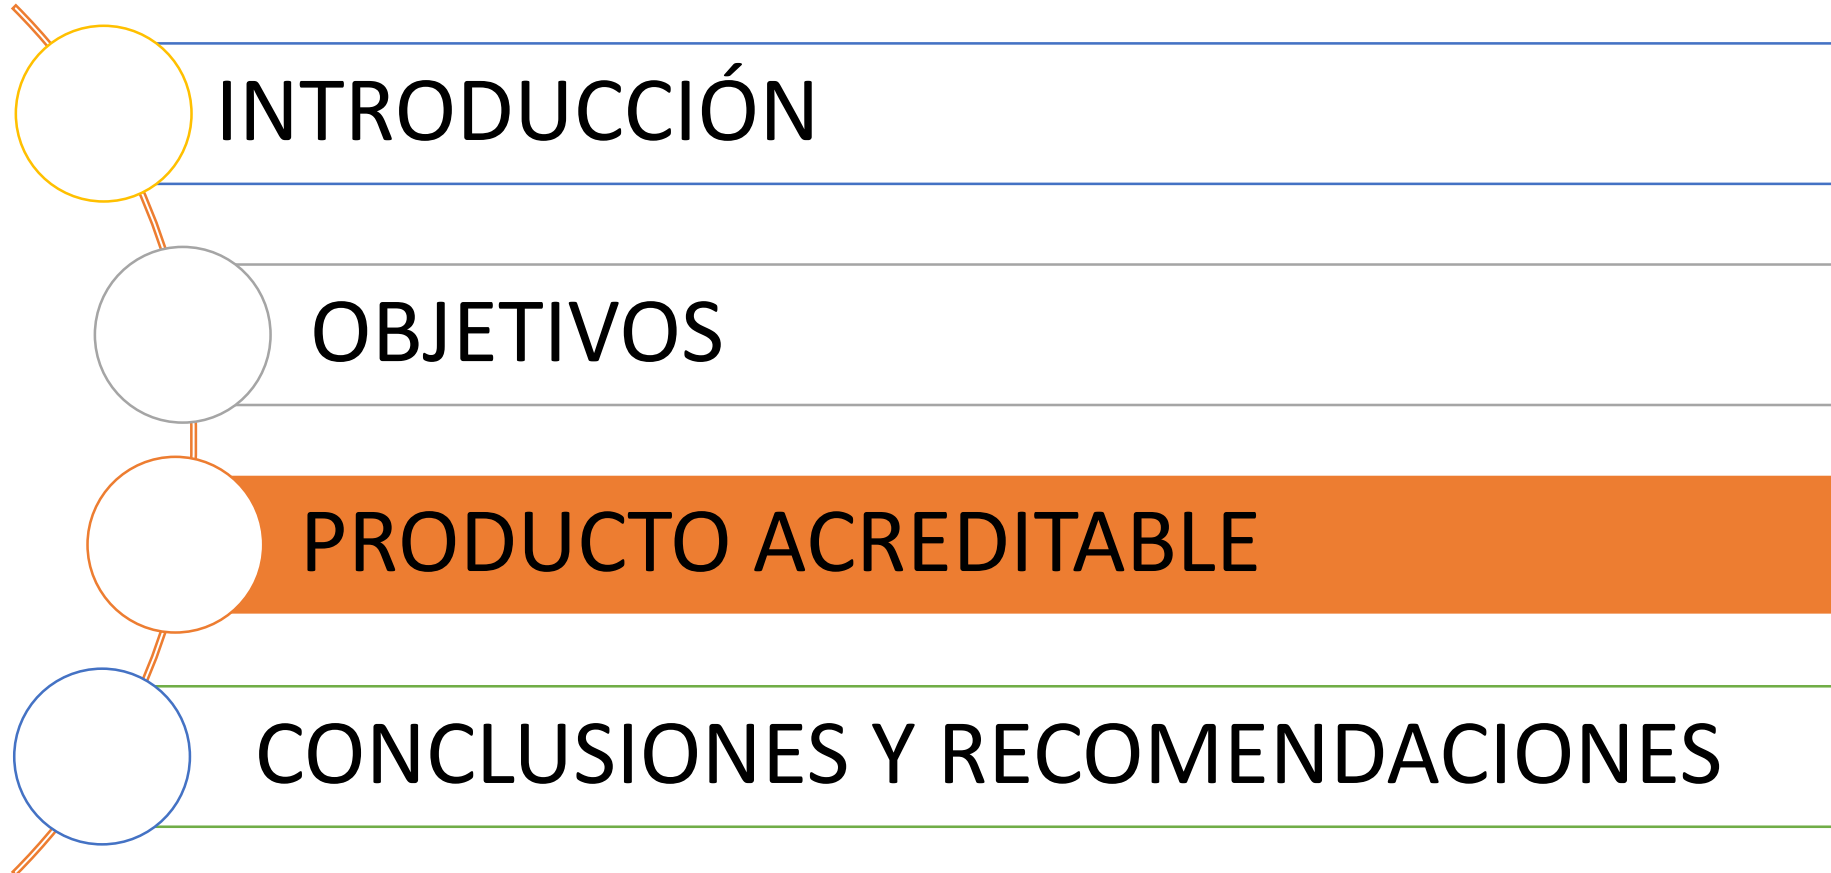 INTRODUCCIÓN
OBJETIVOS
PRODUCTO ACREDITABLE
CONCLUSIONES Y RECOMENDACIONES